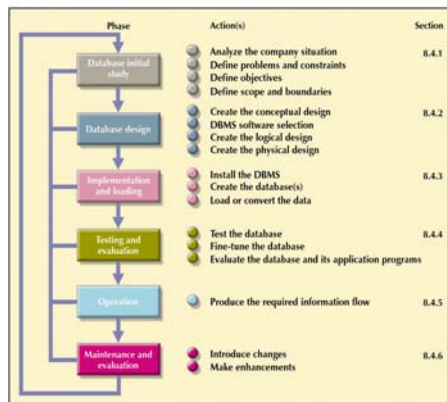 Phase Action(s) Section
Database initial study
Analyze the company situation 8.4.1
Define problems and constraints
Define objectives
Define scope and boundaries
Database design
Create the conceptual design 8.4.2
DBMS software selection
Create the logical design
Create the physical design
Implementation and loading
Install the DBMS 8.4.3
Create the database(s)
Load or convert the data
Testing and evaluation
Test the database 8.4.4
Fine-tune the database
Evaluate the database and its application programs
Operation
Produce the required information flow 8.4.5
Maintenance and evaluation
Introduce changes 8.4.6
Make enhancements